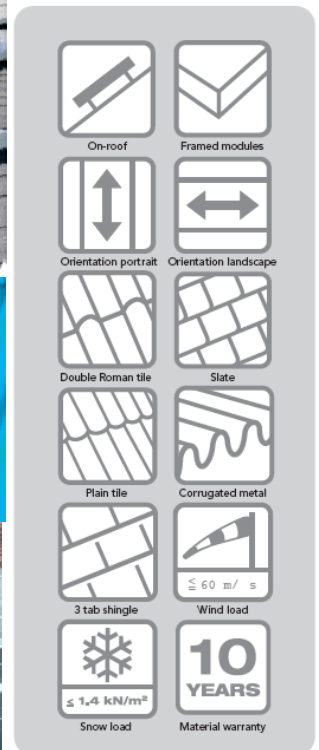 On-roof
Framed modules
Orientation portrait
Orientation landscape
Double Roman tile
Slate
Plain tile
Corrugated metal
3 tab shingle
≦ 60 m/ s
Wind load
≤ 1.4 kN/m²
Snow load
10
YEARS
Material warranty